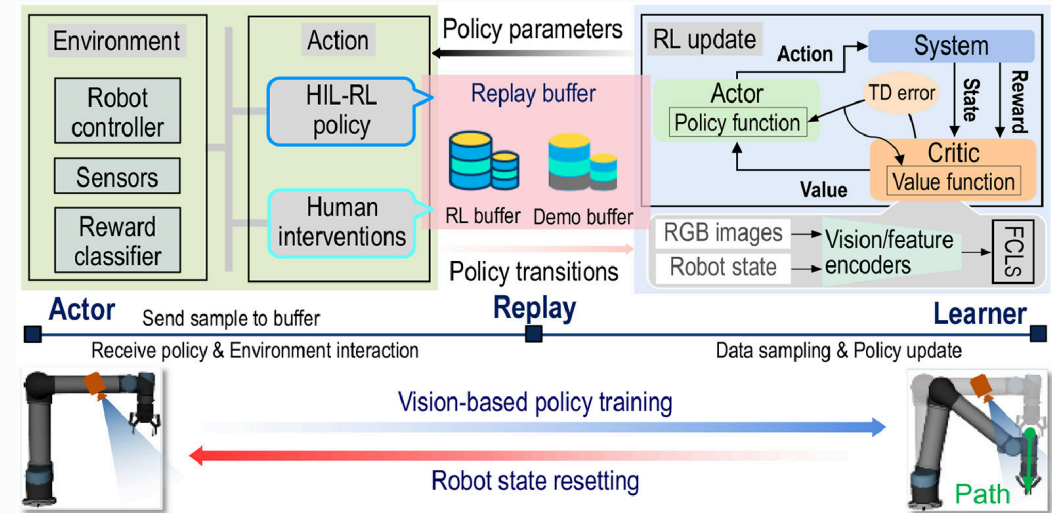 Environment
Robot
controller
Sensors
Reward
classifier
Action
HIL-RL
policy
Human
interventions
Policy parameters
Replay buffer
RL buffer
Demo buffer
Policy transitions
RL update
Action
System
Actor
Policy function
TD error
State
Reward
Critic
Value function
Value
RGB images
Robot state
Vision/feature
encoders
FCLs
Actor
Replay
Learner
Send sample to buffer
Receive policy & Environment interaction
Data sampling & Policy update
Vision-based policy training
Robot state resetting
Path